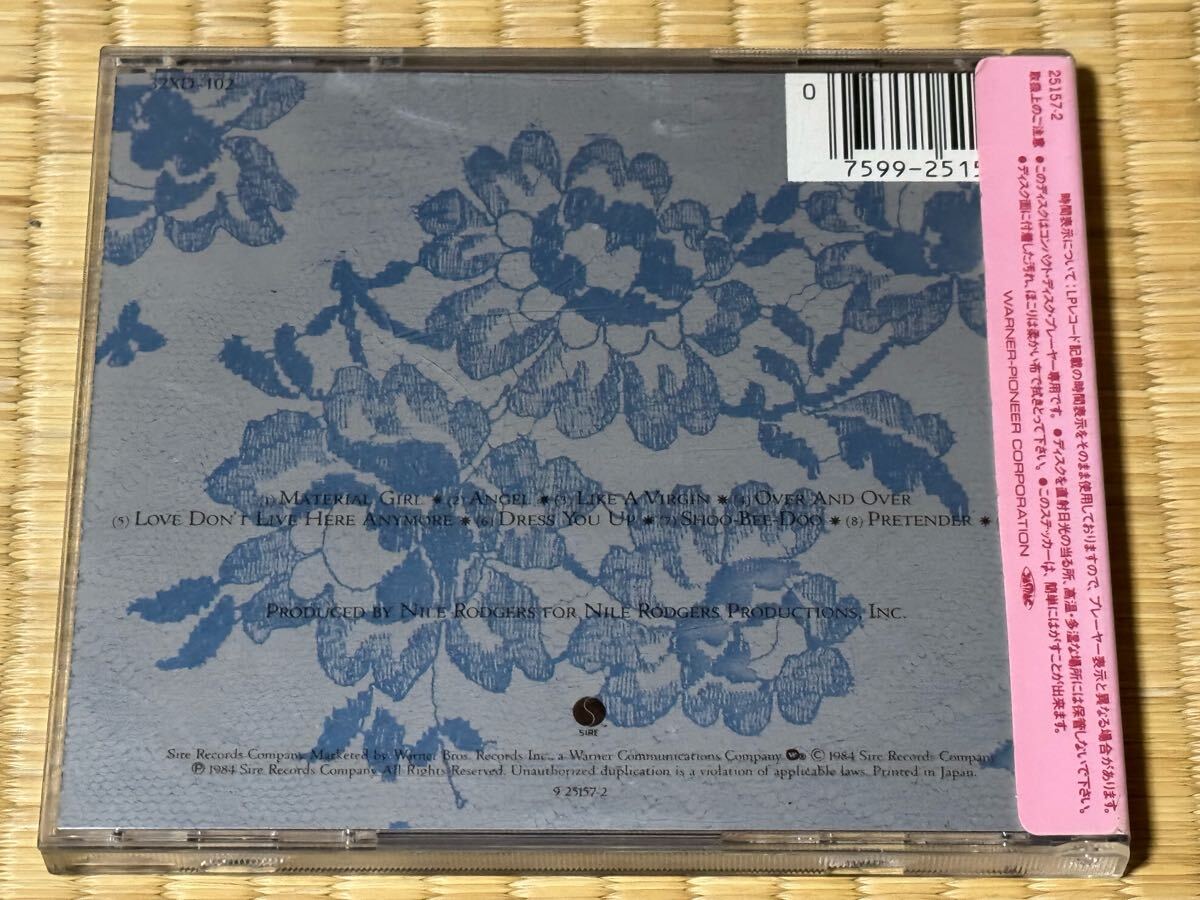 32XD-102
0
7599-2515
(1) MATERIAL GIRL ✷ (2) ANGEL ✷ (3) LIKE A VIRGIN ✷ (4) OVER AND OVER
(5) LOVE DON'T LIVE HERE ANYMORE ✷ (6) DRESS YOU UP ✷ (7) SHOO-BEE-DOO ✷ (8) PRETENDER ✷
PRODUCED BY NILE RODGERS FOR NILE RODGERS PRODUCTIONS, INC.
SIRE
Sire Records Company, Marketed by Warner Bros. Records Inc., a Warner Communications Company © 1984 Sire Records Company
℗ 1984 Sire Records Company. All Rights Reserved. Unauthorized duplication is a violation of applicable laws. Printed in Japan.
9 25157-2
25157-2
時間表示について：LPレコード記載の時間表示をそのまま使用しておりますので、プレーヤー表示と異なる場合があります。
取扱上のご注意 ●このディスクはコンパクト・ディスク・プレーヤー専用です。 ●ディスクを直射日光の当る所、高温・多湿な場所には保管しないで下さい。
●ディスク面に付着した汚れ、ほこりは柔かい布で拭きとって下さい。 ●このステッカーは、簡単にはがすことが出来ます。
WARNER-PIONEER CORPORATION